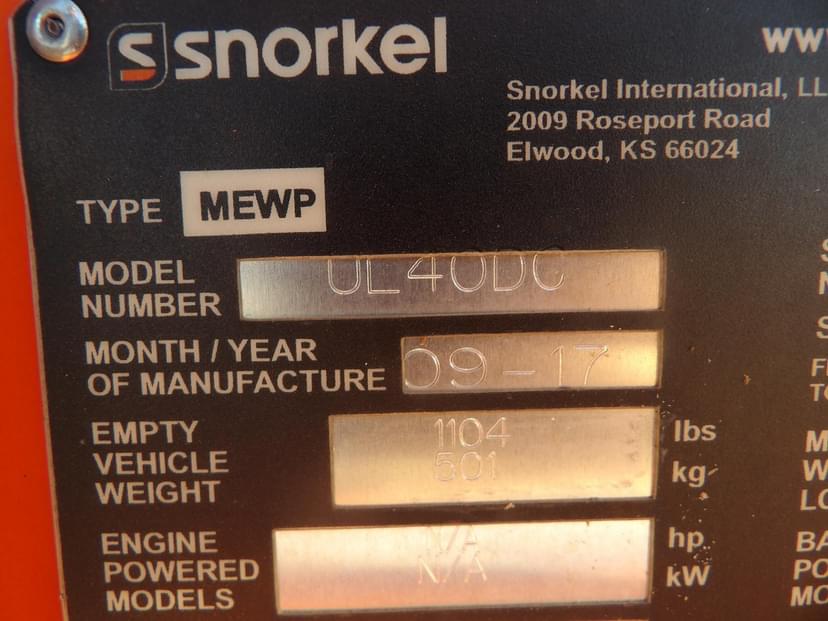 snorkel
Snorkel International, LL
2009 Roseport Road
Elwood, KS 66024
TYPE MEWP
MODEL NUMBER UL40DC
MONTH / YEAR
OF MANUFACTURE 09-17
EMPTY
VEHICLE
WEIGHT
1104 lbs
501 kg
ENGINE
POWERED
MODELS
N/A hp
N/A kW